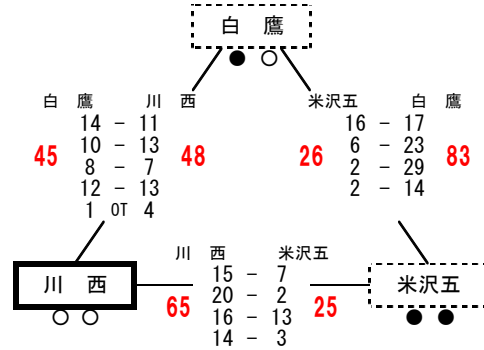 白 鷹
● ○
白 鷹 川 西
45 48
14 - 11
10 - 13
8 - 7
12 - 13
1 OT 4
米沢五 白 鷹
26 83
16 - 17
6 - 23
2 - 29
2 - 14
川 西
○ ○
川 西 米沢五
65 25
15 - 7
20 - 2
16 - 13
14 - 3
米沢五
● ●